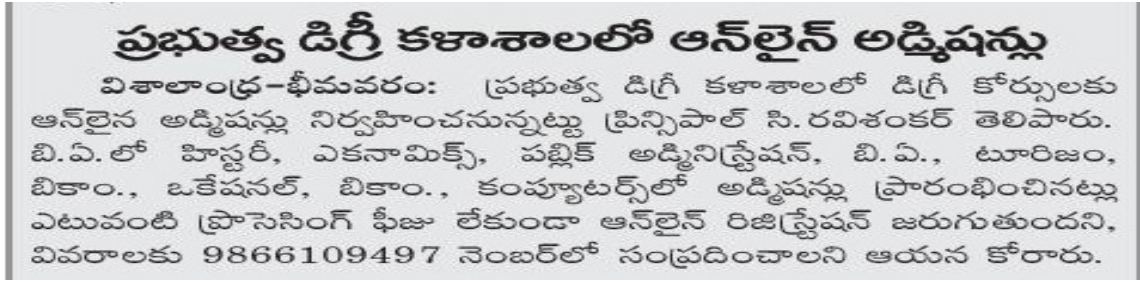 ప్రభుత్వ డిగ్రీ కళాశాలలో ఆన్‌లైన్ అడ్మిషన్లు
విశాలాంధ్ర-భీమవరం: ప్రభుత్వ డిగ్రీ కళాశాలలో డిగ్రీ కోర్సులకు
ఆన్‌లైన అడ్మిషన్లు నిర్వహించనున్నట్టు ప్రిన్సిపాల్ సి.రవిశంకర్ తెలిపారు.
బి.ఏ.లో హిస్టరీ, ఎకనామిక్స్, పబ్లిక్ అడ్మినిస్ట్రేషన్, బి.ఏ., టూరిజం,
బికాం., ఒకేషనల్, బికాం., కంప్యూటర్స్‌లో అడ్మిషన్లు ప్రారంభించినట్లు
ఎటువంటి ప్రొసెసింగ్ ఫీజు లేకుండా ఆన్‌లైన్ రిజిస్ట్రేషన్ జరుగుతుందని,
వివరాలకు 9866109497 నెంబర్‌లో సంప్రదించాలని ఆయన కోరారు.